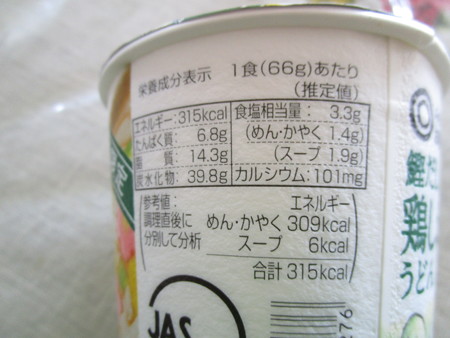 栄養成分表示 1食(66g)あたり
(推定値)
エネルギー:315kcal 食塩相当量: 3.3g
たんぱく質: 6.8g (めん・かやく 1.4g)
脂 質: 14.3g (スープ 1.9g)
炭水化物: 39.8g カルシウム:101mg
参考値: エネルギー
調理直後に めん・かやく 309kcal
分別して分析 スープ 6kcal
合計 315kcal
JAS
276
鰹だ
鶏
うどん